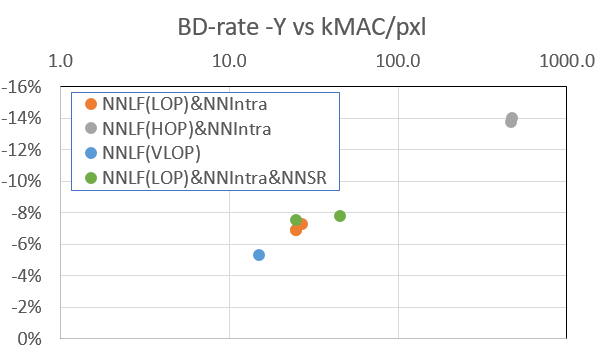 BD-rate -Y vs kMAC/pxl
1.0 10.0 100.0 1000.0
-16%
NNLF(LOP)&NNIntra
-14%
NNLF(HOP)&NNIntra
-12%
NNLF(VLOP)
-10%
NNLF(LOP)&NNIntra&NNSR
-8%
-6%
-4%
-2%
0%